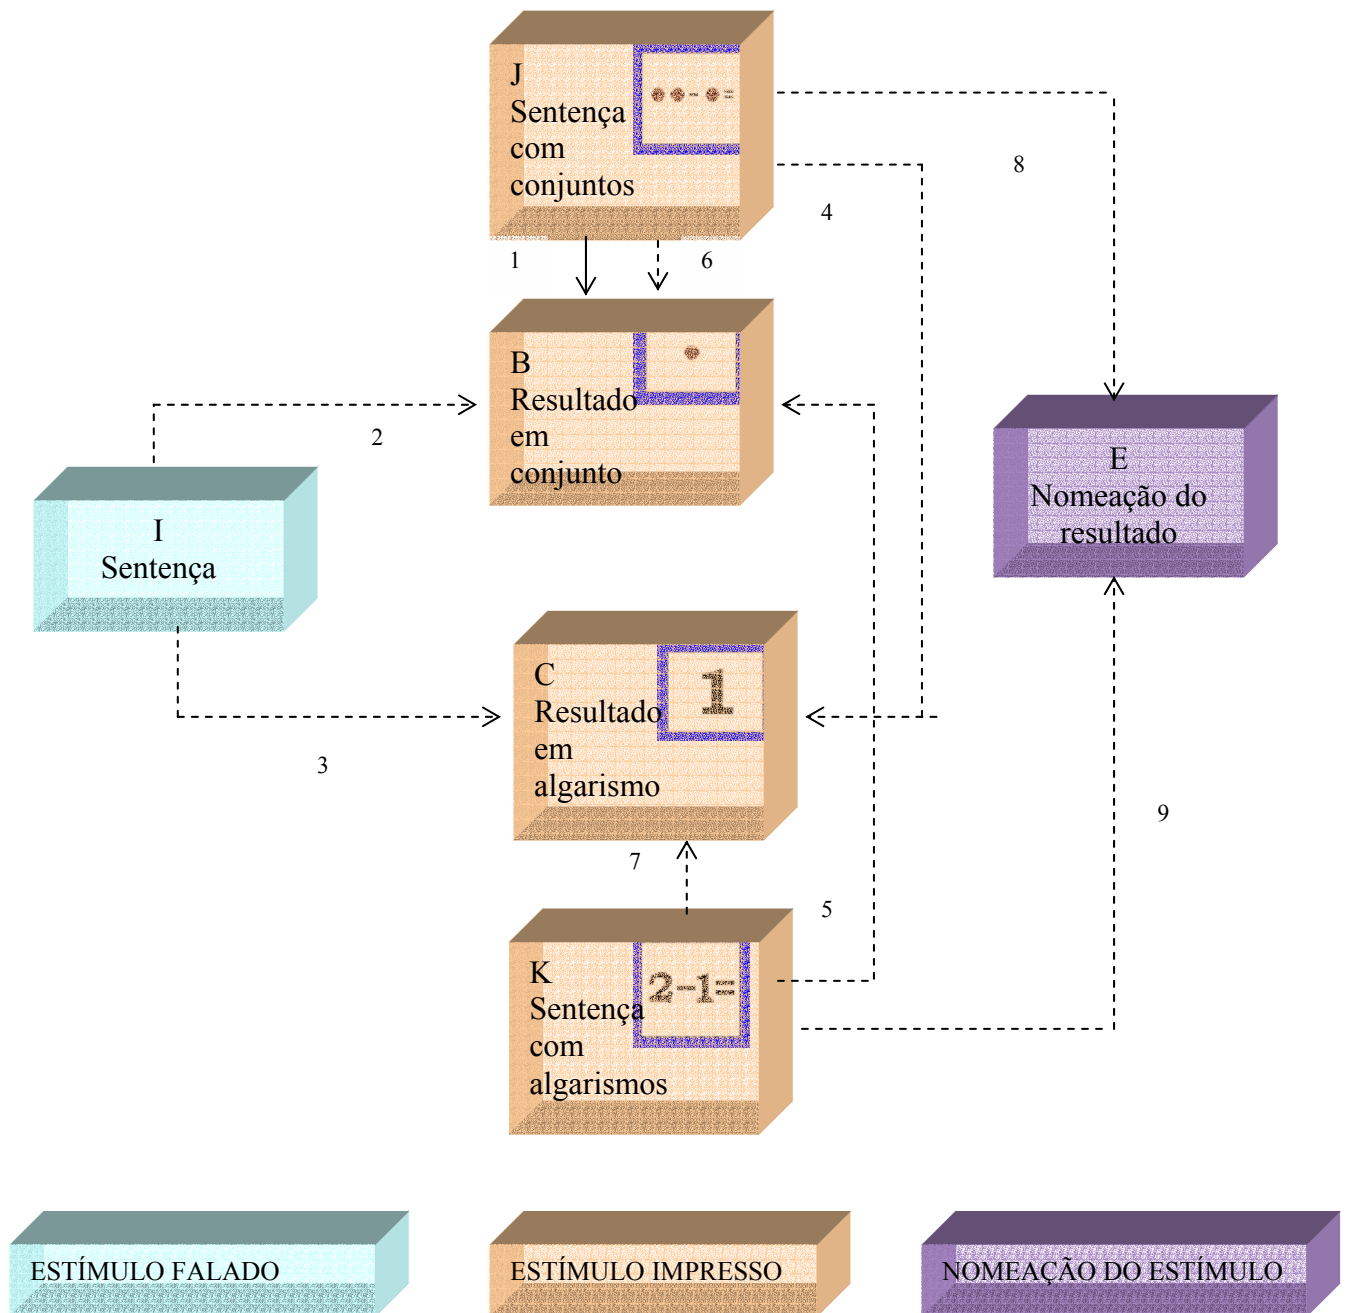 J
Sentença
com
conjuntos
8
4
1
6
B
Resultado
em
conjunto
2
E
Nomeação do
resultado
I
Sentença
C
Resultado
em
algarismo
1
3
9
7
5
K
Sentença
com
algarismos
2-1=
ESTÍMULO FALADO
ESTÍMULO IMPRESSO
NOMEAÇÃO DO ESTÍMULO